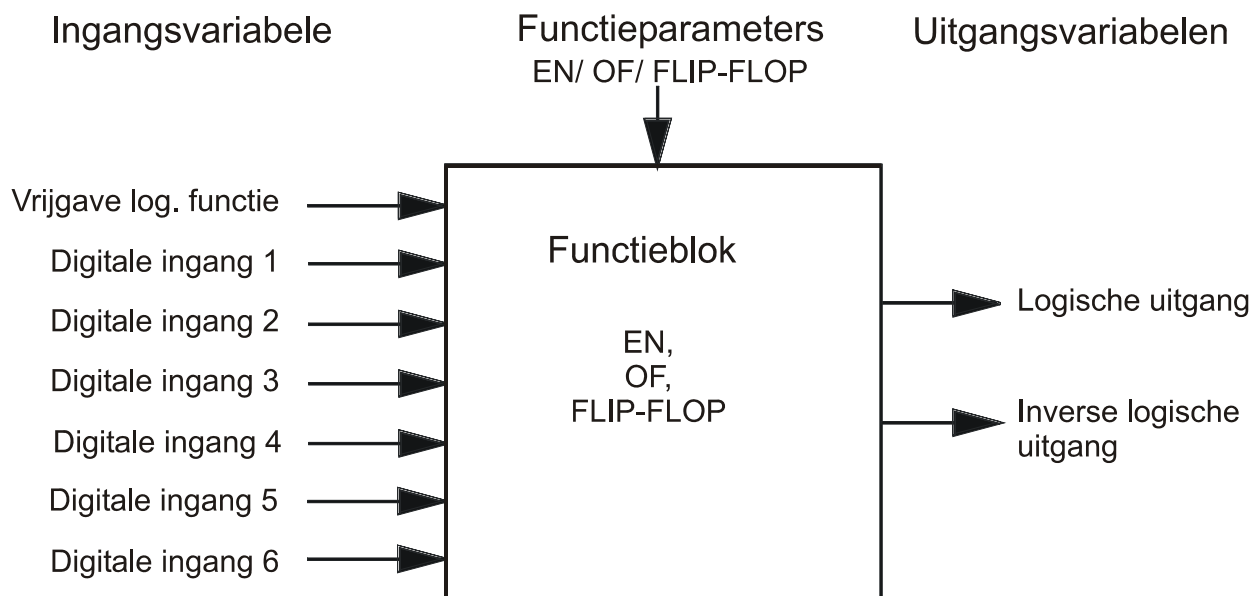 Ingangsvariabele
Functieparameters
EN/ OF/ FLIP-FLOP
Uitgangsvariabelen
Vrijgave log. functie
Digitale ingang 1
Digitale ingang 2
Digitale ingang 3
Digitale ingang 4
Digitale ingang 5
Digitale ingang 6
Functieblok
EN,
OF,
FLIP-FLOP
Logische uitgang
Inverse logische
uitgang